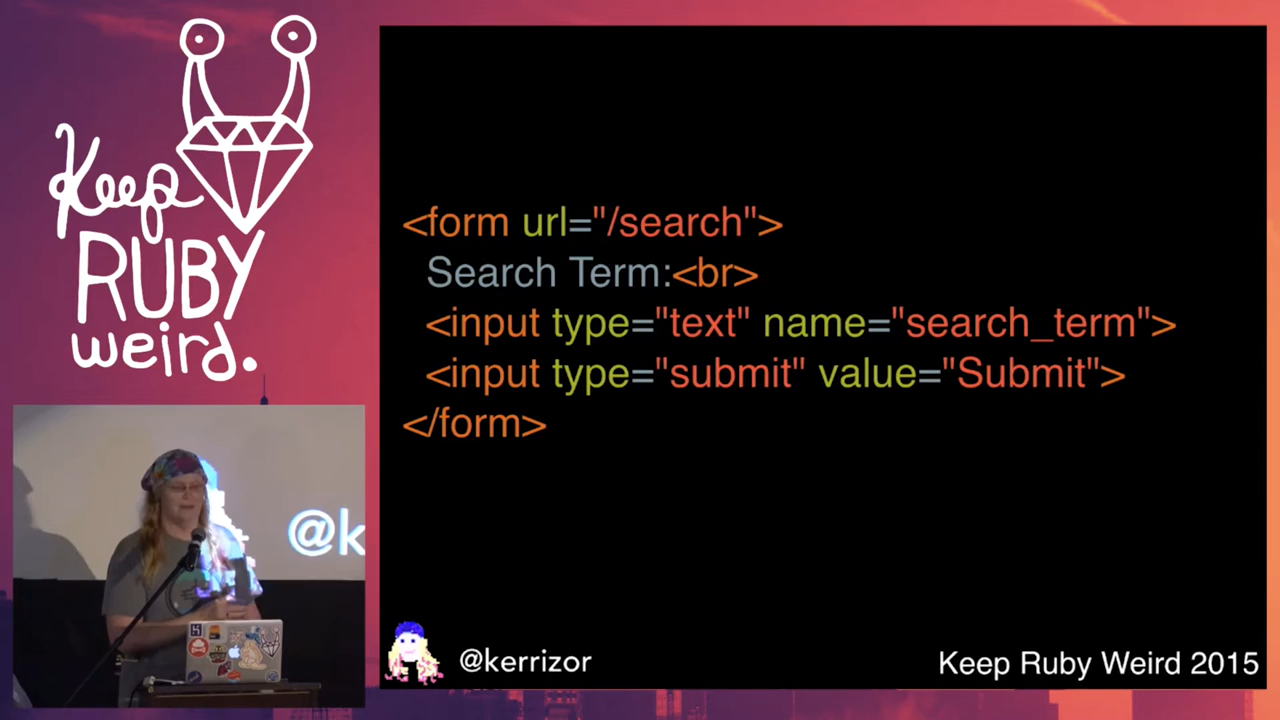 Keep
RUBY
weird.
<form url="/search">
Search Term:<br>
<input type="text" name="search_term">
<input type="submit" value="Submit">
</form>
@k
@kerrizor
Keep Ruby Weird 2015